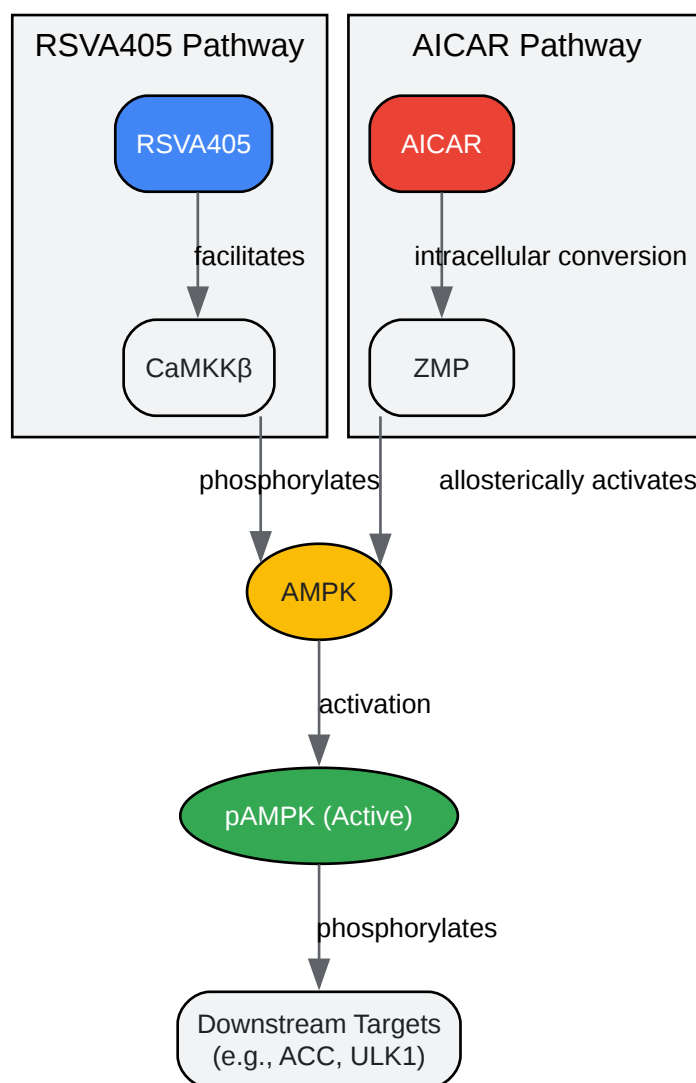 RSVA405 Pathway
AICAR Pathway
RSVA405
AICAR
facilitates
intracellular conversion
CaMKKβ
ZMP
phosphorylates
allosterically activates
AMPK
activation
pAMPK (Active)
phosphorylates
Downstream Targets
(e.g., ACC, ULK1)